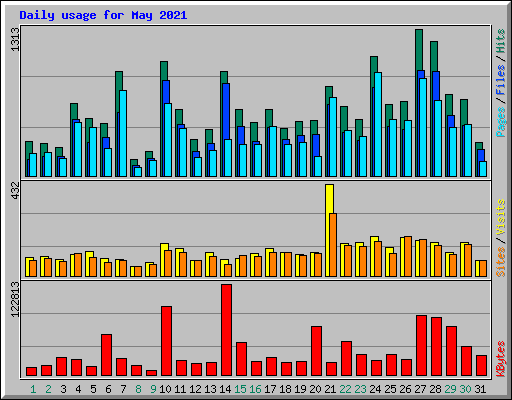 Daily usage for May 2021
1313
Pages / Files / Hits
432
Sites / Visits
122813
KBytes
1 2 3 4 5 6 7 8 9 10 11 12 13 14 15 16 17 18 19 20 21 22 23 24 25 26 27 28 29 30 31